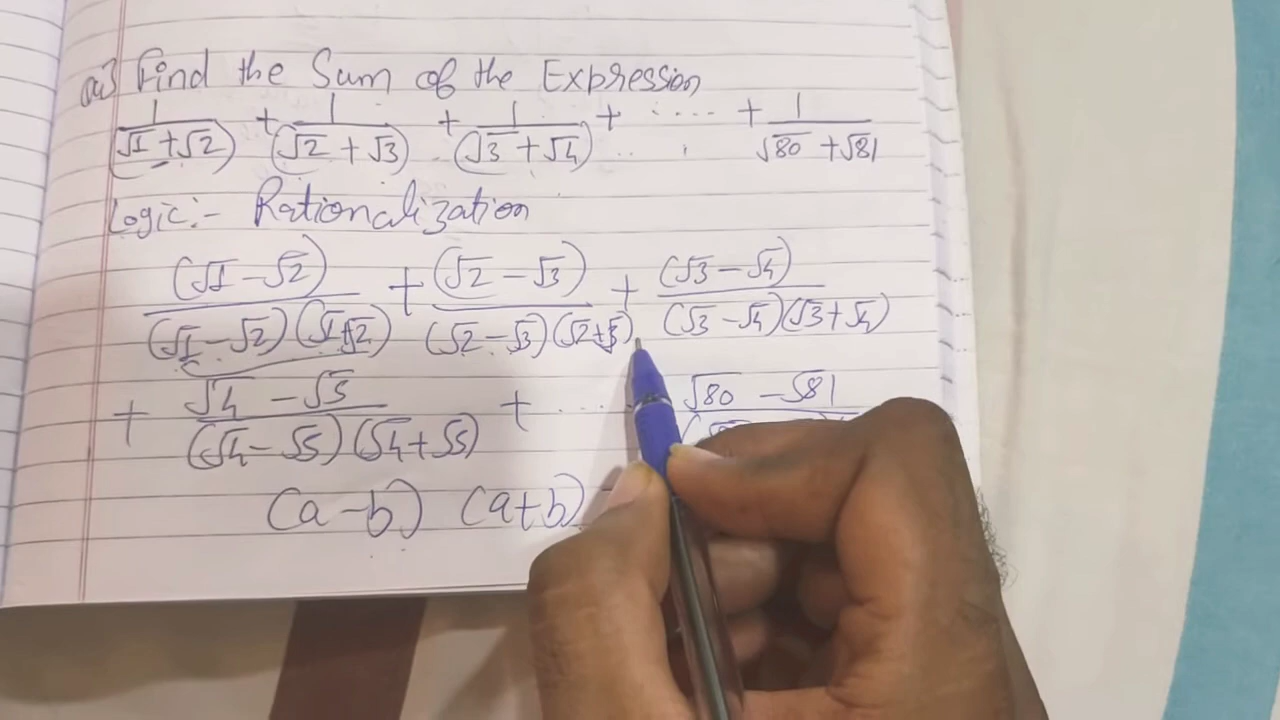 Q3 Find the Sum of the Expression
1/(√1 + √2) + 1/(√2 + √3) + 1/(√3 + √4) + ..... + 1/√80 + √81
Logic:- Rationalization
(√1 - √2)/(√1 - √2)(√1+√2) + (√2 - √3)/(√2 - √3)(√2+√3) + (√3 - √4)/(√3 - √4)(√3+√4)
+ √4 - √5/(√4 - √5)(√4+√5) + ... √80 - √81
(a-b) (a+b)